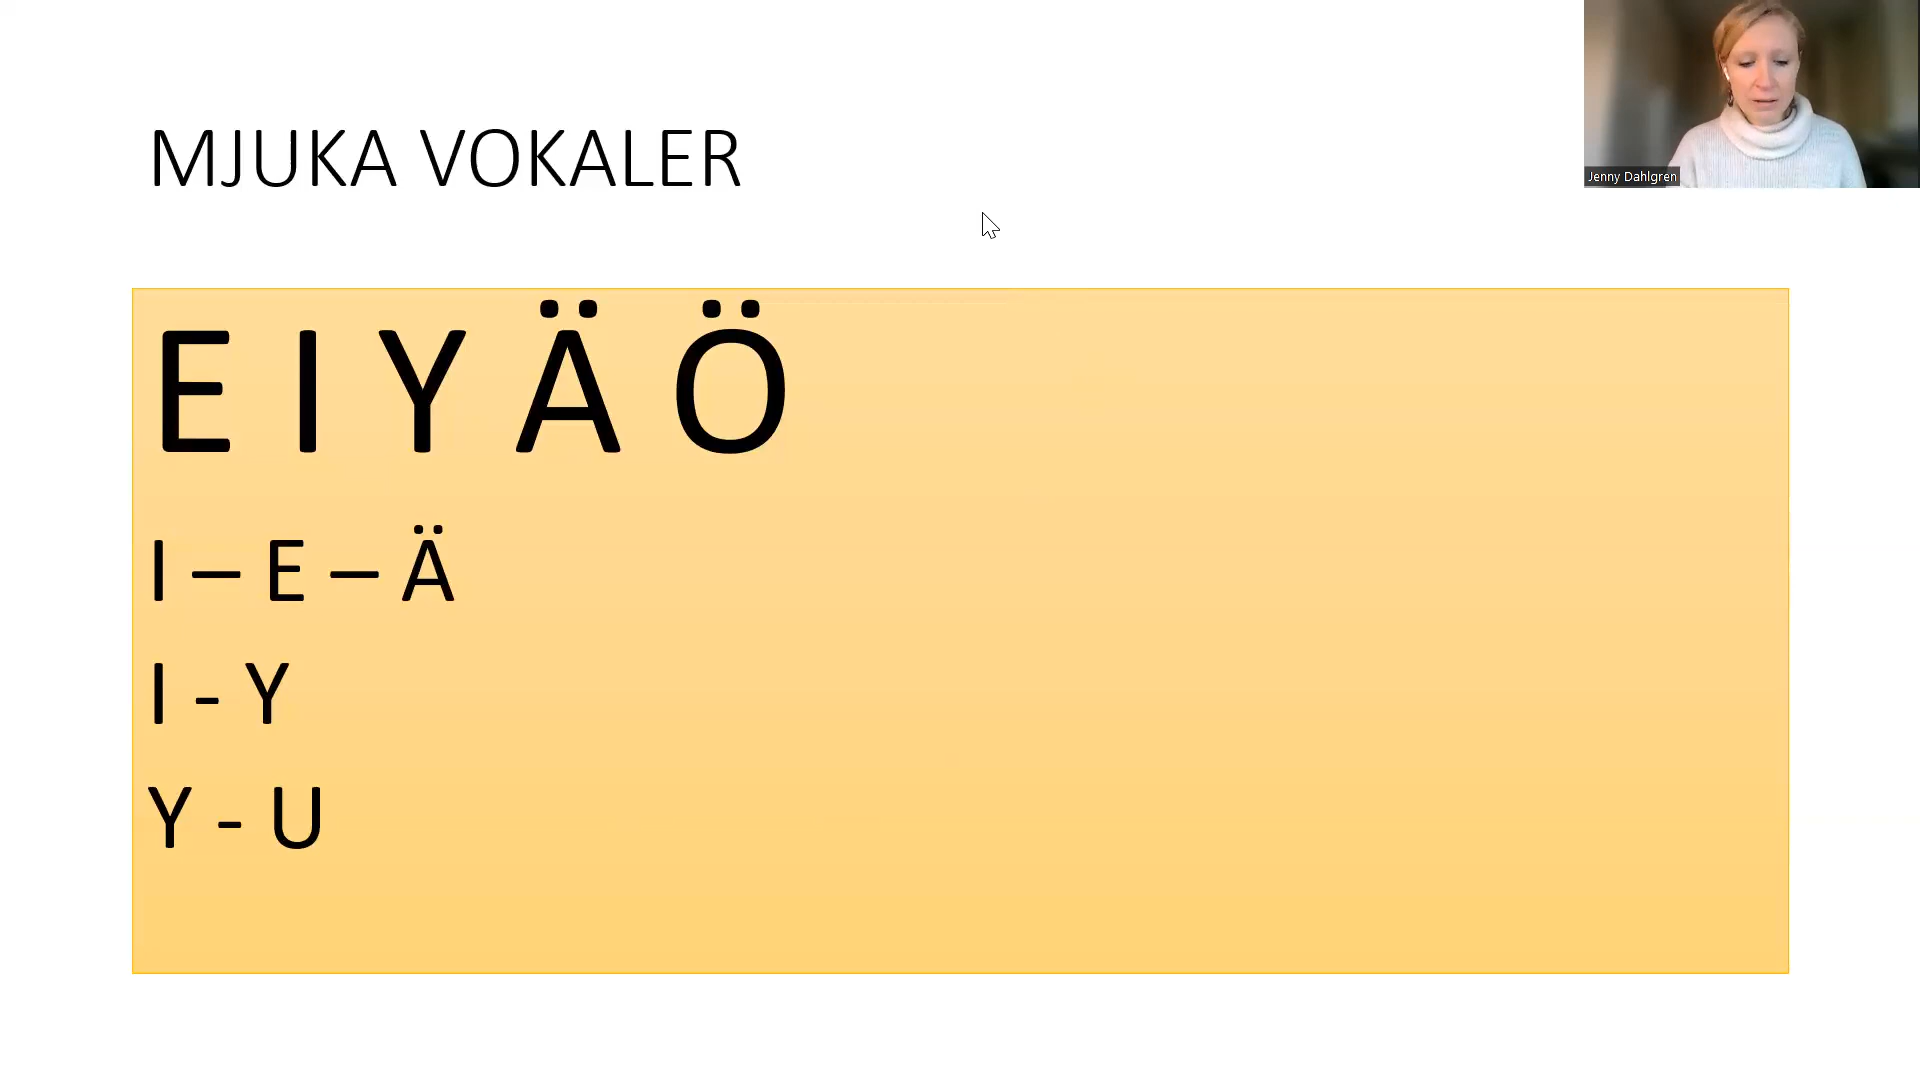 MJUKA VOKALER
Jenny Dahlgren
E I Y Ä Ö
I – E – Ä
I - Y
Y - U